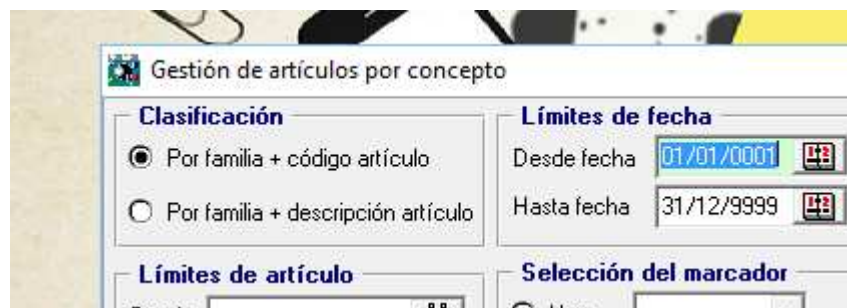 Gestión de artículos por concepto
Clasificación
Por familia + código artículo
Por familia + descripción artículo
Límites de fecha
Desde fecha 01/01/0001
Hasta fecha 31/12/9999
Límites de artículo
Selección del marcador